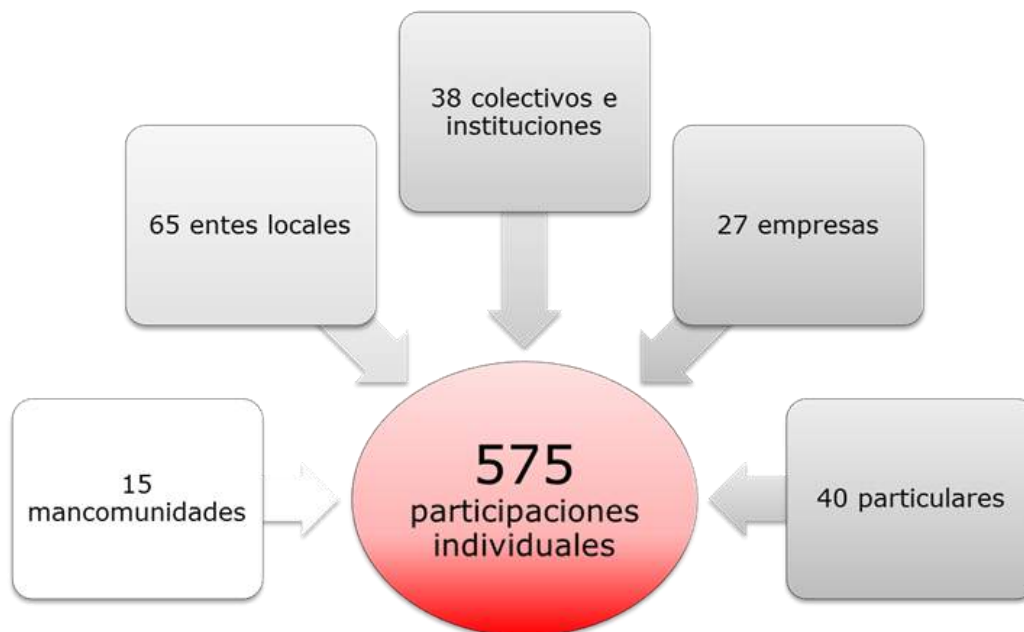 38 colectivos e
instituciones
65 entes locales
27 empresas
15
mancomunidades
575
participaciones
individuales
40 particulares